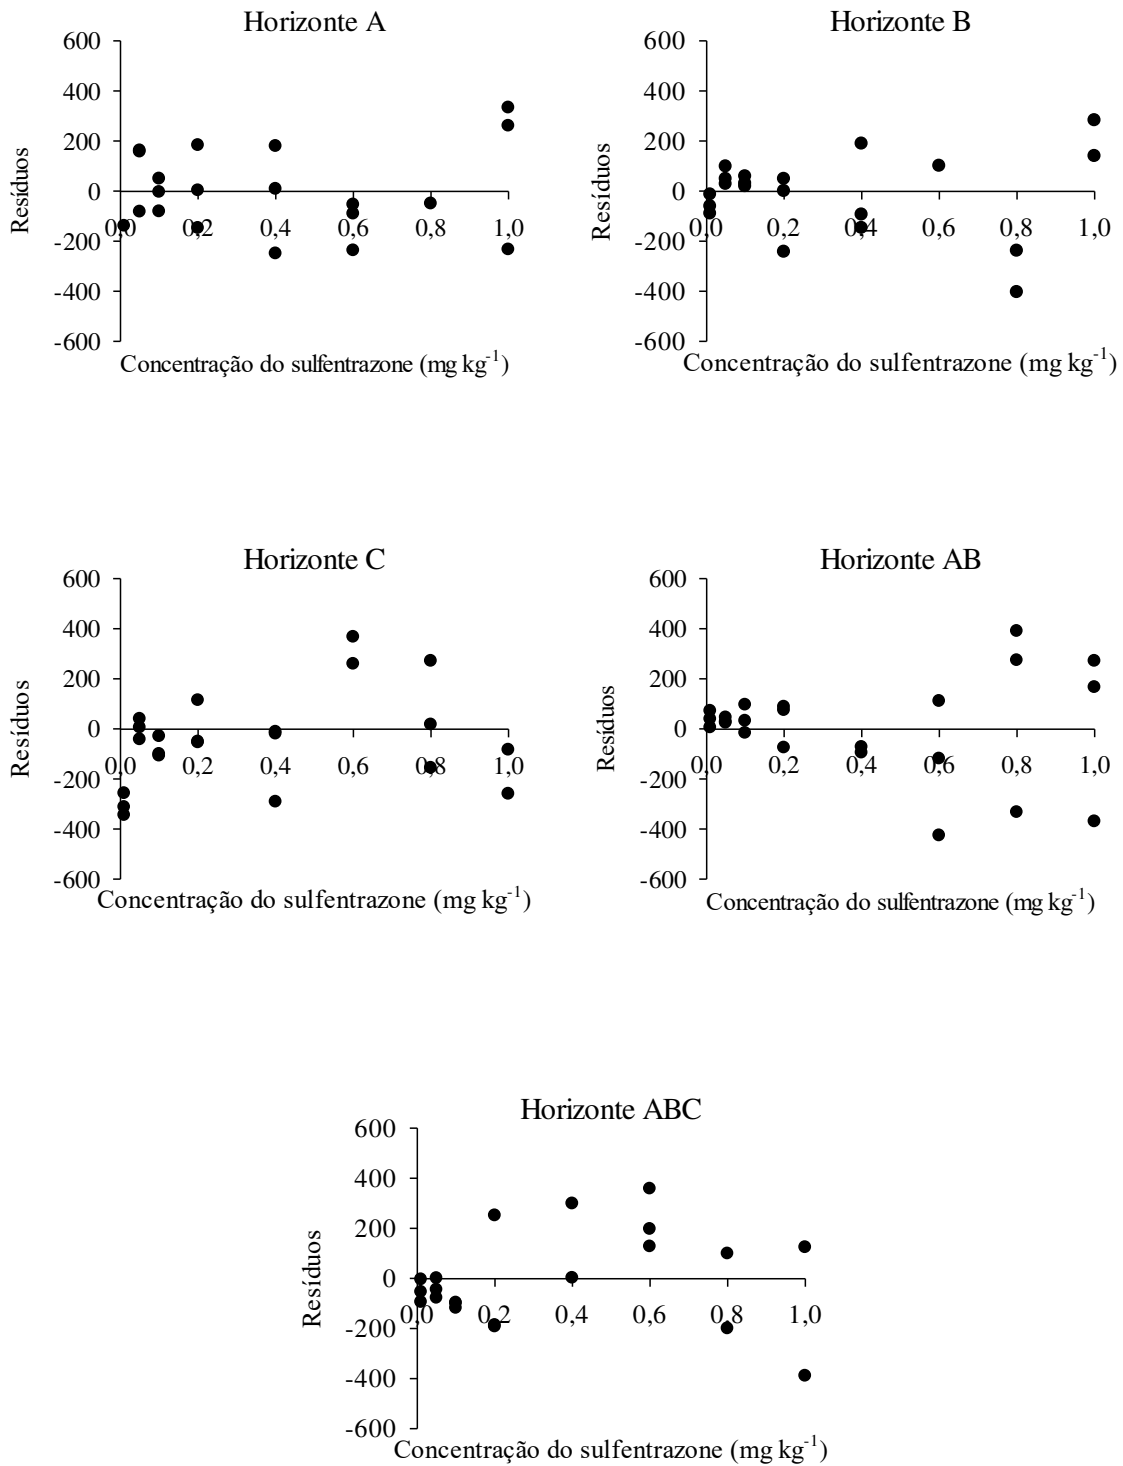 Horizonte A
600
400
200
0
-200
-400
-600
Resíduos
0,0 0,2 0,4 0,6 0,8 1,0
Concentração do sulfentrazone (mg kg⁻¹)
Horizonte B
600
400
200
0
-200
-400
-600
Resíduos
0,0 0,2 0,4 0,6 0,8 1,0
Concentração do sulfentrazone (mg kg⁻¹)
Horizonte C
600
400
200
0
-200
-400
-600
Resíduos
0,0 0,2 0,4 0,6 0,8 1,0
Concentração do sulfentrazone (mg kg⁻¹)
Horizonte AB
600
400
200
0
-200
-400
-600
Resíduos
0,0 0,2 0,4 0,6 0,8 1,0
Concentração do sulfentrazone (mg kg⁻¹)
Horizonte ABC
600
400
200
0
-200
-400
-600
Resíduos
0,0 0,2 0,4 0,6 0,8 1,0
Concentração do sulfentrazone (mg kg⁻¹)